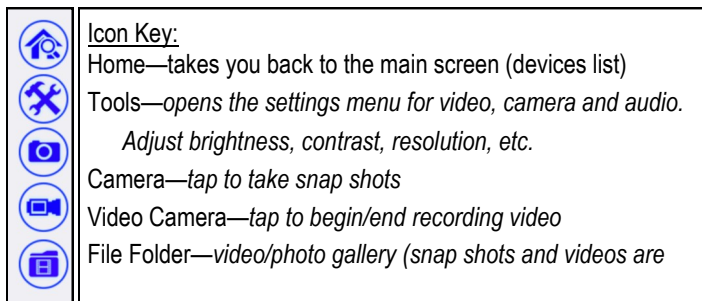 Icon Key:
Home—takes you back to the main screen (devices list)
Tools—opens the settings menu for video, camera and audio.
Adjust brightness, contrast, resolution, etc.
Camera—tap to take snap shots
Video Camera—tap to begin/end recording video
File Folder—video/photo gallery (snap shots and videos are